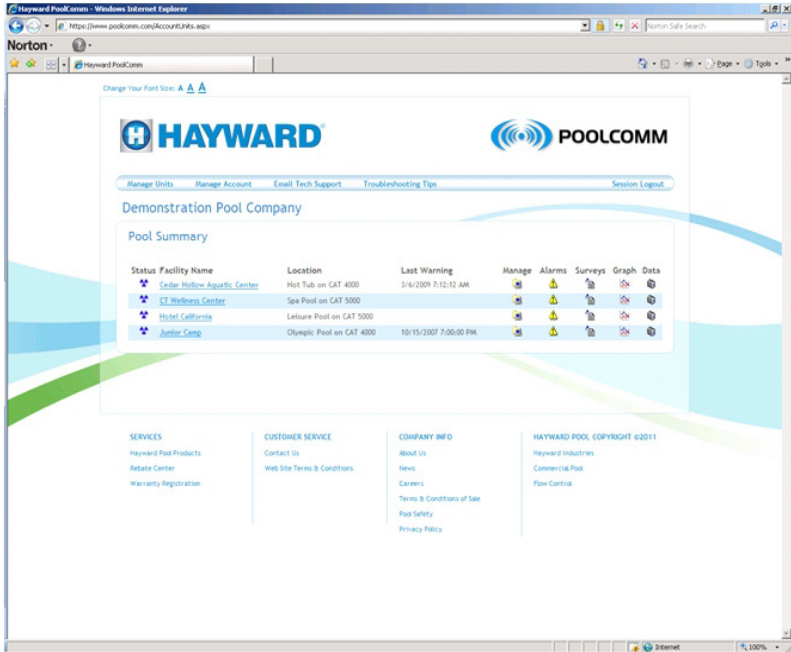 Hayward PoolComm - Windows Internet Explorer
https://www.poolcomm.com/AccountUnits.aspx
Norton Safe Search
Norton
Hayward PoolComm
Page Tools
Change Your Font Size: A A A
H HAYWARD POOLCOMM
Manage Units Manage Account Email Tech Support Troubleshooting Tips Session Logout
Demonstration Pool Company
Pool Summary
Status Facility Name Location Last Warning Manage Alarms Surveys Graph Data
Cedar Hollow Aquatic Center Hot Tub on CAT 4000 3/6/2009 7:12:12 AM
CT Wellness Center Spa Pool on CAT 5000
Hotel California Leisure Pool on CAT 5000
Junior Camp Olympic Pool on CAT 4000 10/15/2007 7:00:00 PM
SERVICES CUSTOMER SERVICE COMPANY INFO HAYWARD POOL COPYRIGHT ©2011
Hayward Pool Products Contact Us About Us Hayward Industries
Rebate Center Web Site Terms & Conditions News Commercial Pool
Warranty Registration Careers Flow Control
Terms & Conditions of Sale
Pool Safety
Privacy Policy
Internet 100%